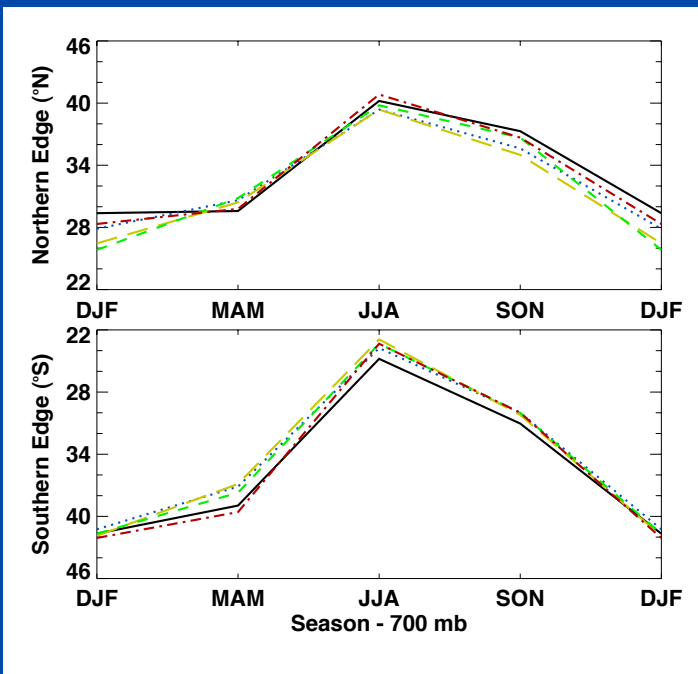 Northern Edge (°N)
46
40
34
28
22
DJF MAM JJA SON DJF
Southern Edge (°S)
22
28
34
40
46
DJF MAM JJA SON DJF
Season - 700 mb